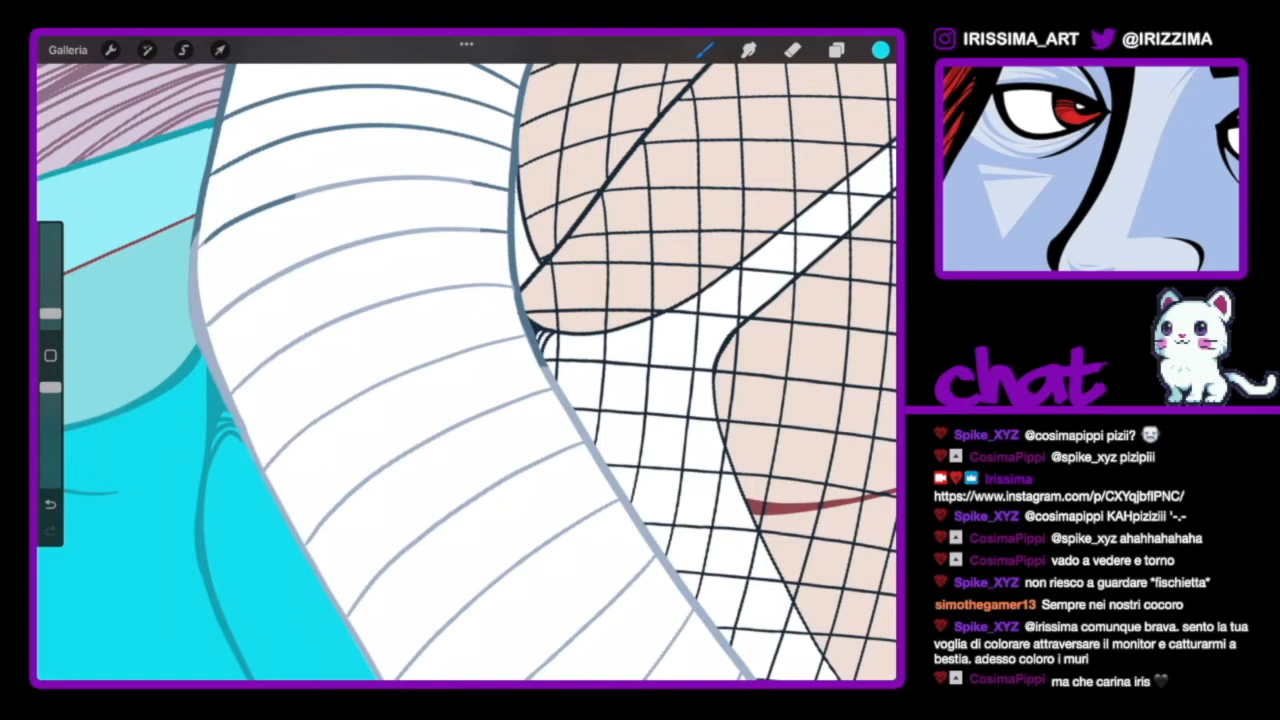 Galleria
IRISSIMA_ART @IRIZZIMA
chat
Spike_XYZ @cosimapippi pizii?
CosimaPippi @spike_xyz pizipiii
Irissima
https://www.instagram.com/p/CXYqjbflPNC/
Spike_XYZ @cosimapippi KAHpiziziii '-.-
CosimaPippi @spike_xyz ahahhahahaha
CosimaPippi vado a vedere e torno
Spike_XYZ non riesco a guardare *fischietta*
simothegamer13 Sempre nei nostri cocoro
Spike_XYZ @irissima comunque brava. sento la tua
voglia di colorare attraversare il monitor e catturarmi a
bestia. adesso coloro i muri
CosimaPippi ma che carina iris 🖤